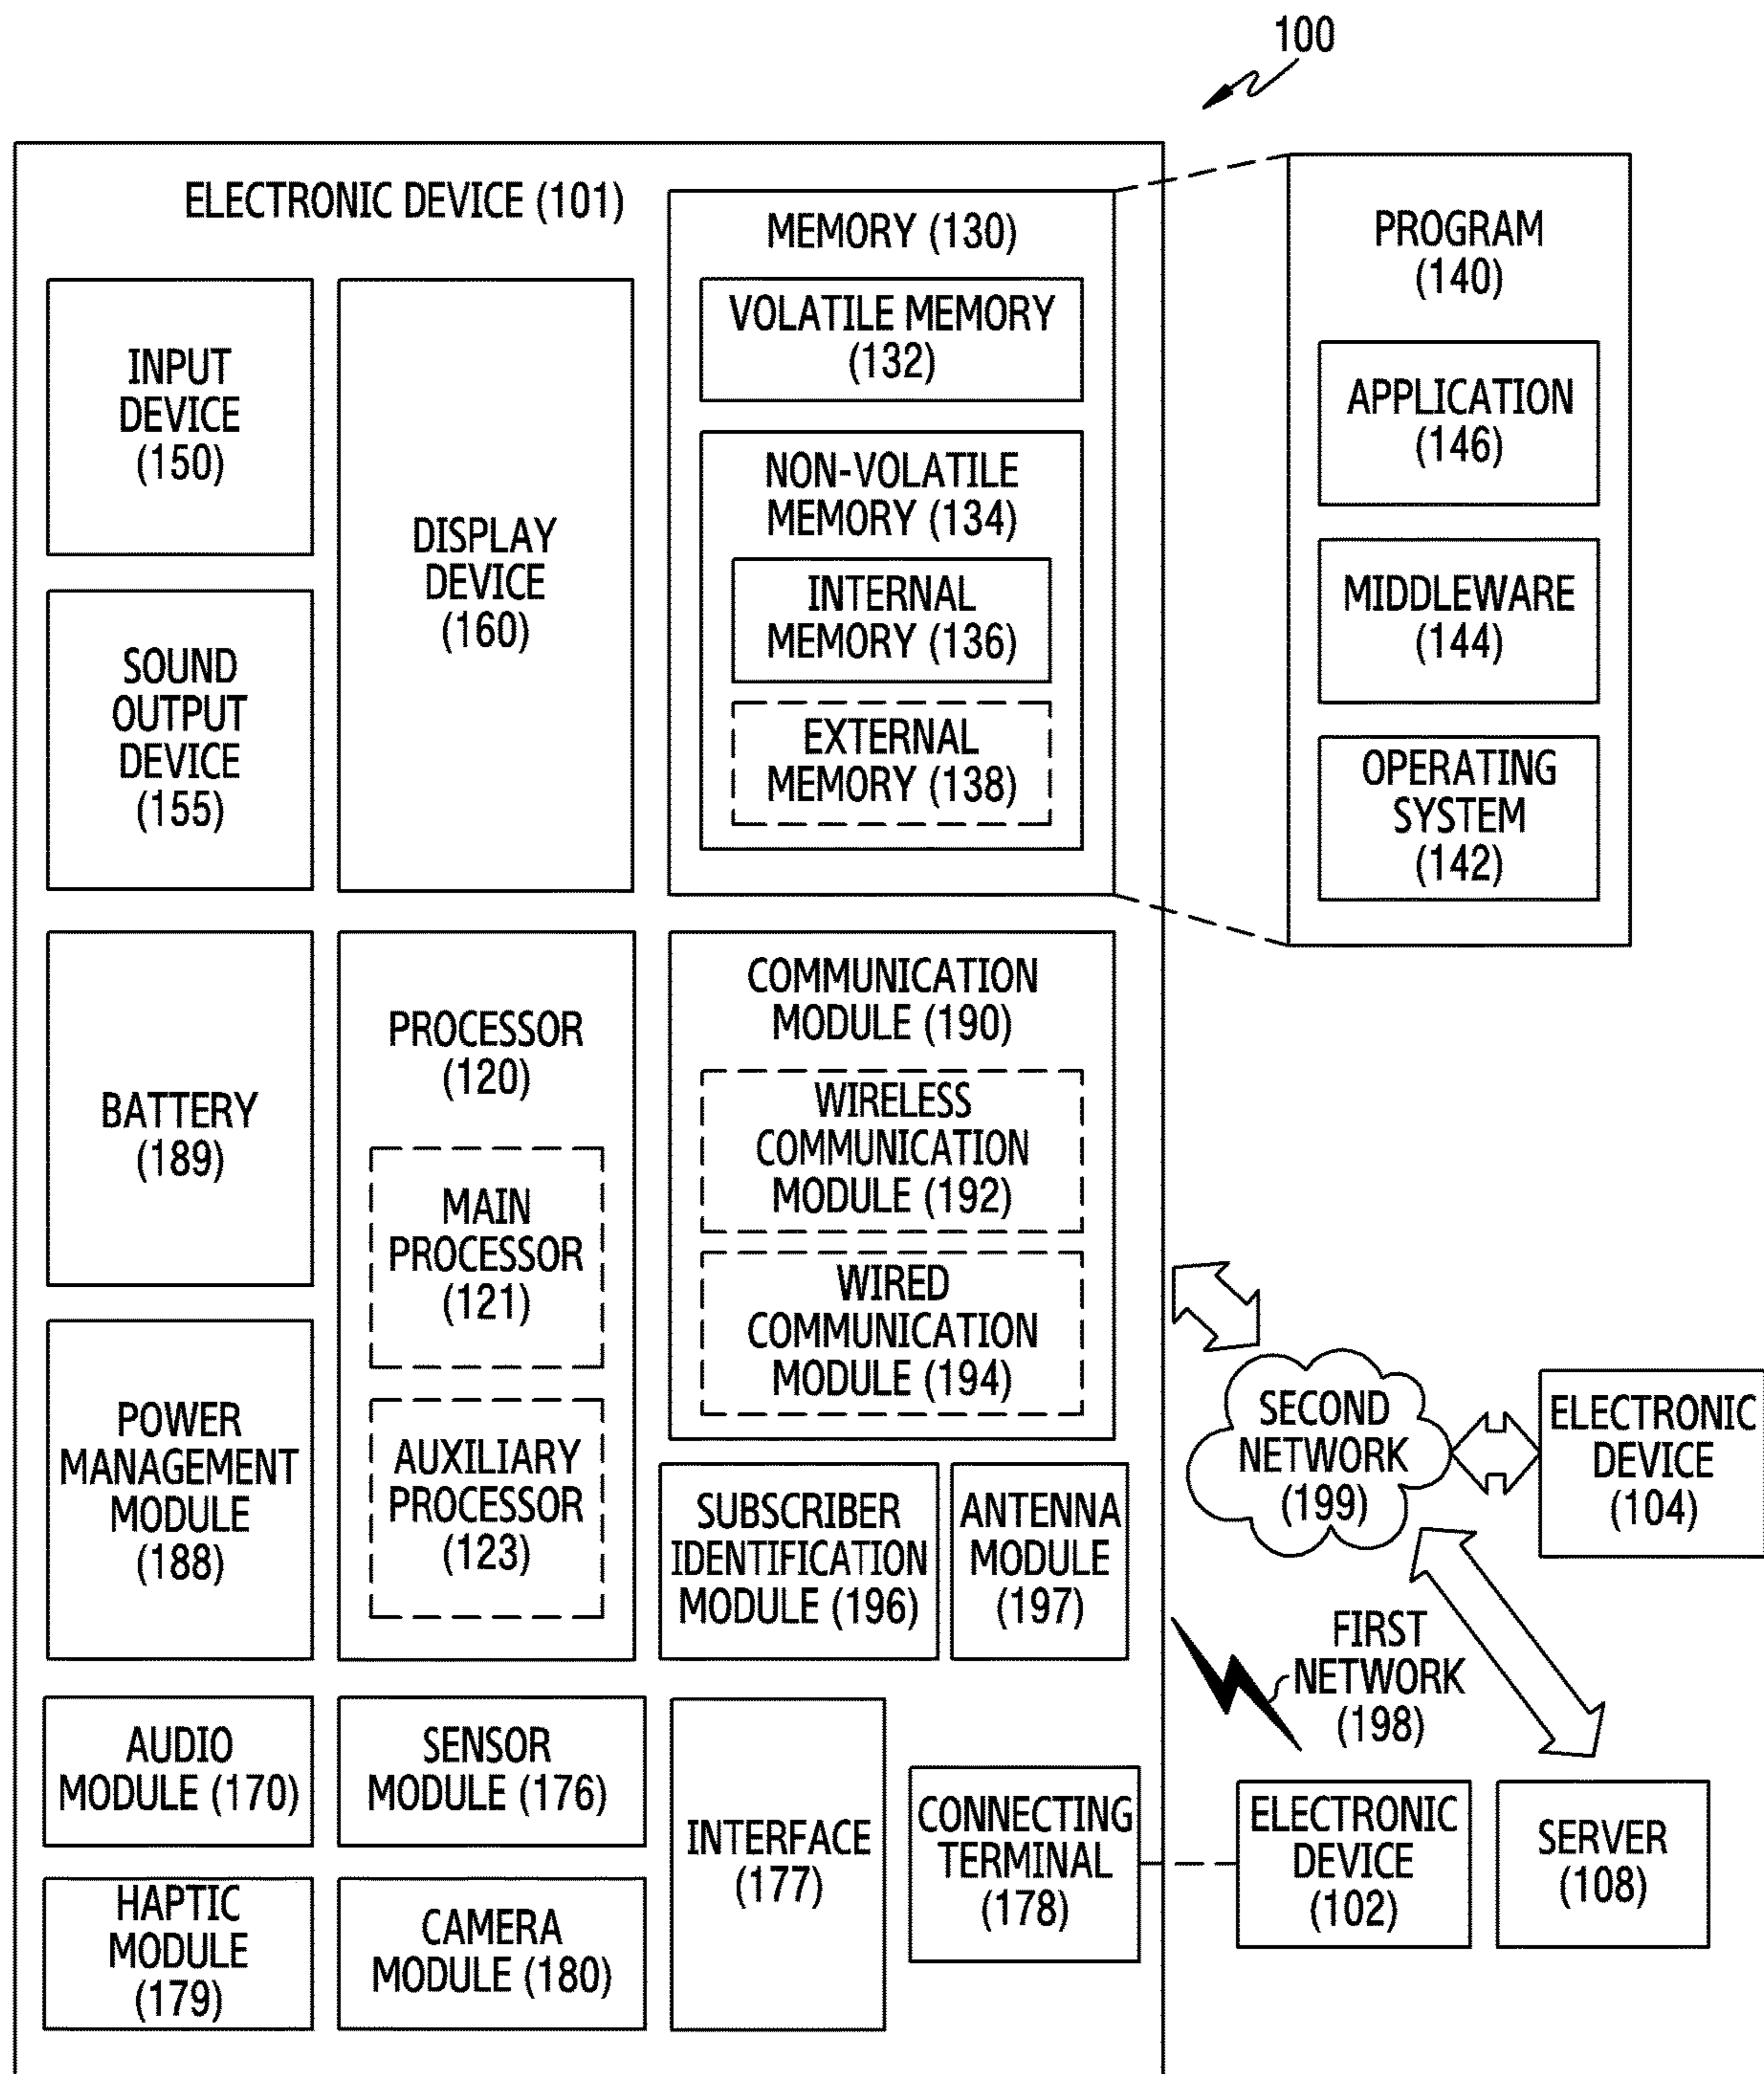 100
ELECTRONIC DEVICE (101)
INPUT
DEVICE
(150)
SOUND
OUTPUT
DEVICE
(155)
DISPLAY
DEVICE
(160)
MEMORY (130)
VOLATILE MEMORY
(132)
NON-VOLATILE
MEMORY (134)
INTERNAL
MEMORY (136)
EXTERNAL
MEMORY (138)
PROGRAM
(140)
APPLICATION
(146)
MIDDLEWARE
(144)
OPERATING
SYSTEM
(142)
BATTERY
(189)
POWER
MANAGEMENT
MODULE
(188)
PROCESSOR
(120)
MAIN
PROCESSOR
(121)
AUXILIARY
PROCESSOR
(123)
COMMUNICATION
MODULE (190)
WIRELESS
COMMUNICATION
MODULE (192)
WIRED
COMMUNICATION
MODULE (194)
SUBSCRIBER
IDENTIFICATION
MODULE (196)
ANTENNA
MODULE
(197)
SECOND
NETWORK
(199)
ELECTRONIC
DEVICE
(104)
FIRST
NETWORK
(198)
AUDIO
MODULE (170)
SENSOR
MODULE (176)
INTERFACE
(177)
CONNECTING
TERMINAL
(178)
ELECTRONIC
DEVICE
(102)
SERVER
(108)
HAPTIC
MODULE
(179)
CAMERA
MODULE (180)